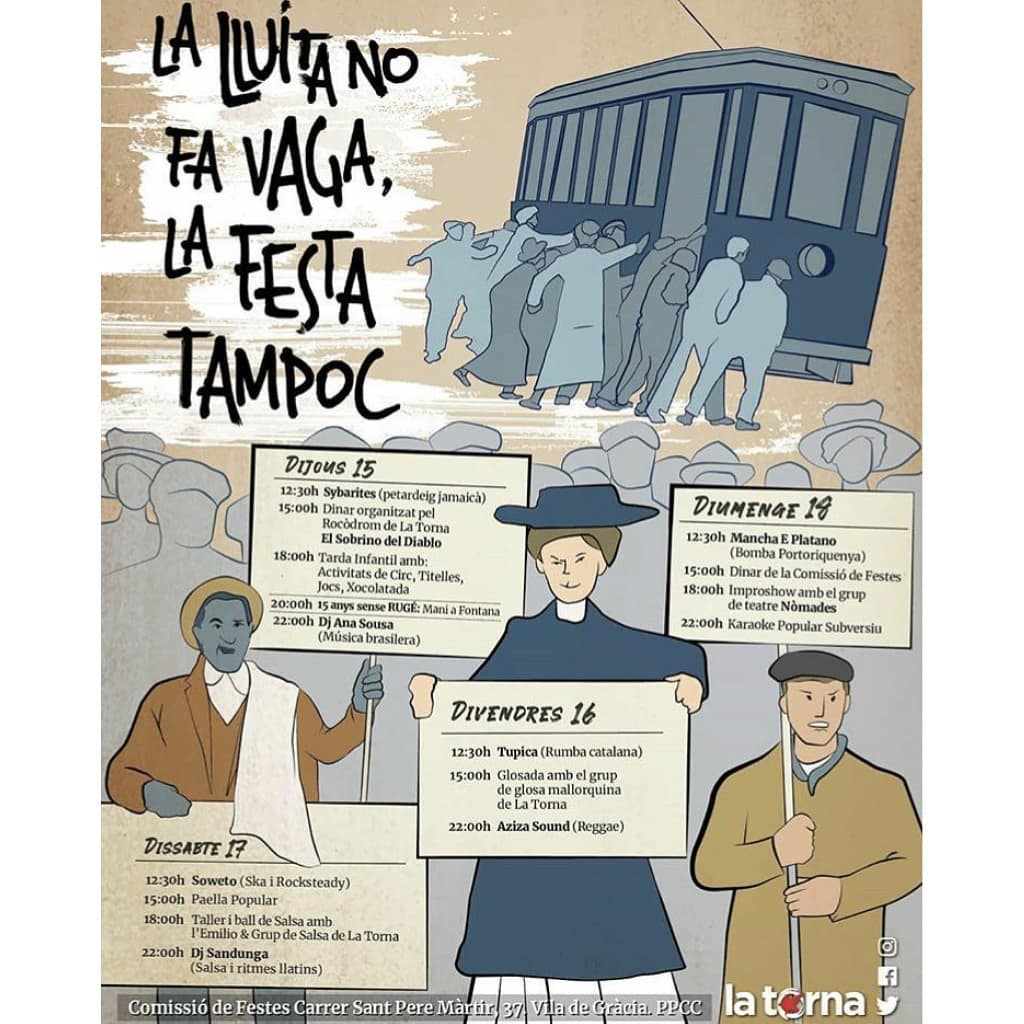 LA LLUITA NO
FA VAGA,
LA FESTA
TAMPOC
DIJOUS 15
12:30h Sybarites (petardeig jamaicà)
15:00h Dinar organitzat pel
Rocòdrom de La Torna
El Sobrino del Diablo
18:00h Tarda Infantil amb:
Activitats de Circ, Titelles,
Jocs, Xocolatada
20:00h 15 anys sense RUGÉ: Mani a Fontana
22:00h Dj Ana Sousa
(Música brasilera)
DIVENDRES 16
12:30h Tupica (Rumba catalana)
15:00h Glosada amb el grup
de glosa mallorquina
de La Torna
22:00h Aziza Sound (Reggae)
DISSABTE 17
12:30h Soweto (Ska i Rocksteady)
15:00h Paella Popular
18:00h Taller i ball de Salsa amb
l'Emilio & Grup de Salsa de La Torna
22:00h Dj Sandunga
(Salsa i ritmes llatins)
DIUMENGE 18
12:30h Mancha E Platano
(Bomba Portoriquenya)
15:00h Dinar de la Comissió de Festes
18:00h Improshow amb el grup
de teatre Nòmades
22:00h Karaoke Popular Subversiu
Comissió de Festes Carrer Sant Pere Màrtir, 37. Vila de Gràcia. PPCC
la torna